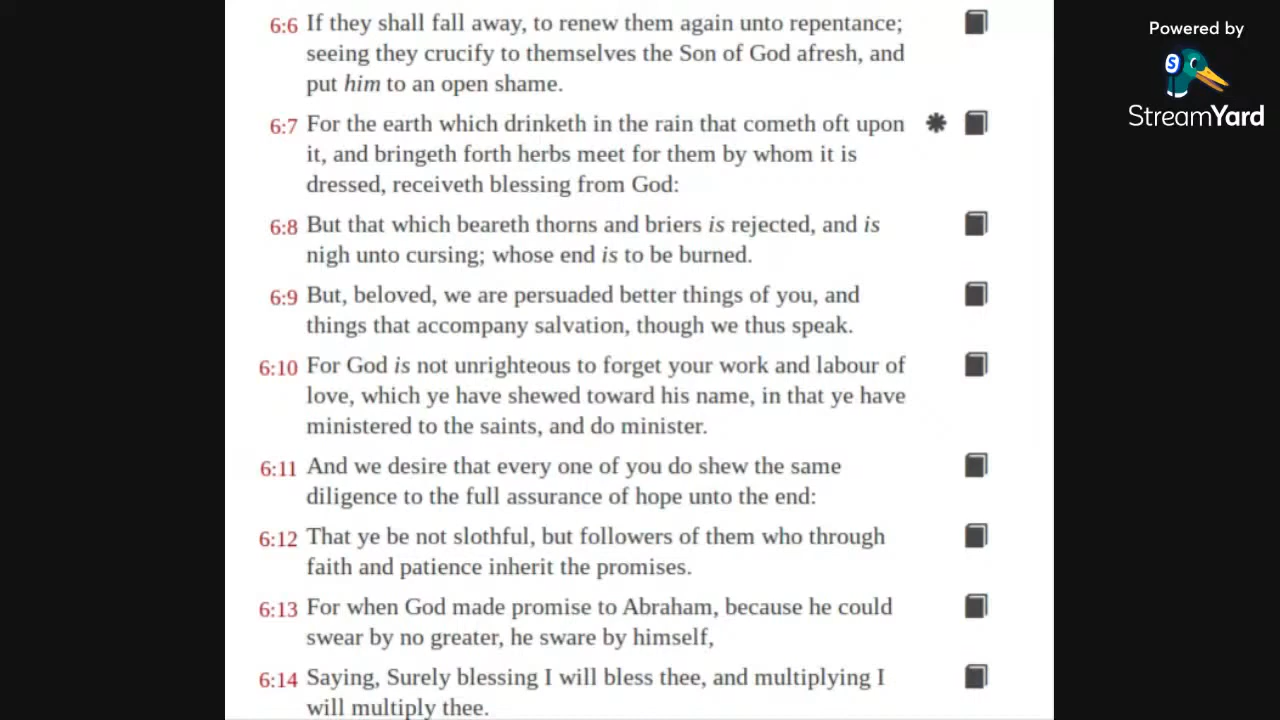 6:6 If they shall fall away, to renew them again unto repentance;
seeing they crucify to themselves the Son of God afresh, and
put him to an open shame.
6:7 For the earth which drinketh in the rain that cometh oft upon
it, and bringeth forth herbs meet for them by whom it is
dressed, receiveth blessing from God:
6:8 But that which beareth thorns and briers is rejected, and is
nigh unto cursing; whose end is to be burned.
6:9 But, beloved, we are persuaded better things of you, and
things that accompany salvation, though we thus speak.
6:10 For God is not unrighteous to forget your work and labour of
love, which ye have shewed toward his name, in that ye have
ministered to the saints, and do minister.
6:11 And we desire that every one of you do shew the same
diligence to the full assurance of hope unto the end:
6:12 That ye be not slothful, but followers of them who through
faith and patience inherit the promises.
6:13 For when God made promise to Abraham, because he could
swear by no greater, he sware by himself,
6:14 Saying, Surely blessing I will bless thee, and multiplying I
will multiply thee.
Powered by
S
StreamYard